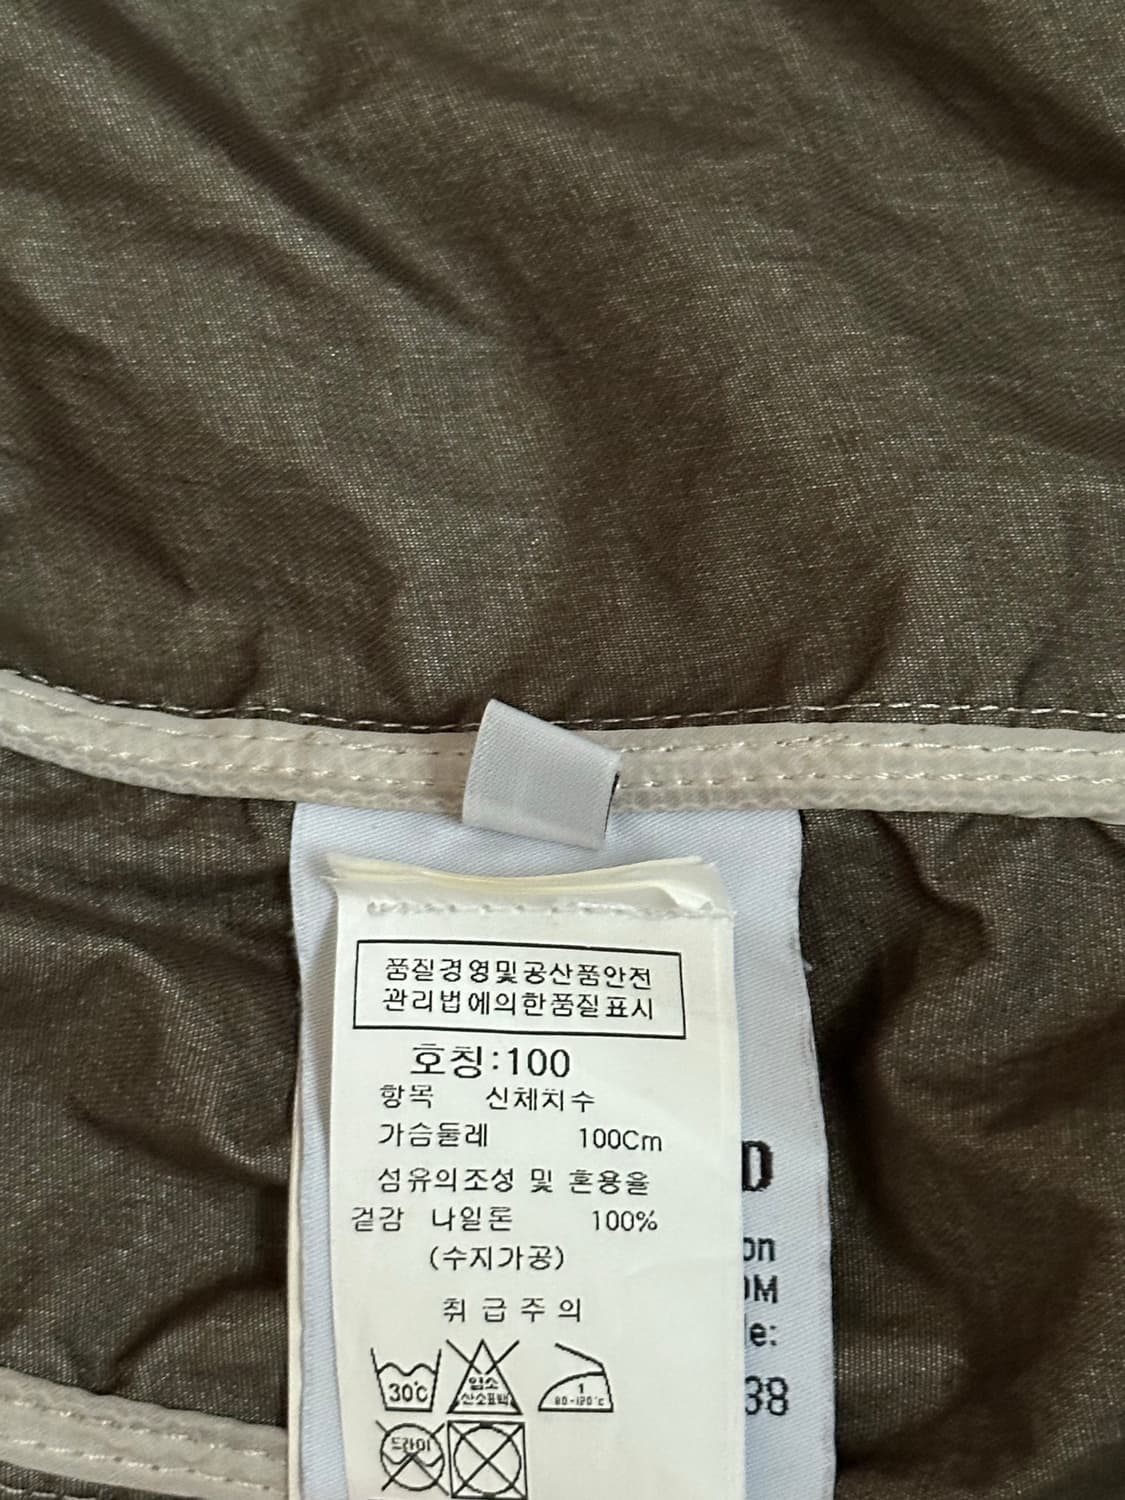 품질경영및공산품안전
관리법에의한품질표시
호칭:100
항목 신체치수
가슴둘레 100Cm
섬유의조성 및 혼용율
겉감 나일론 100%
(수지가공)
취급주의
30℃
염소
산소표백
1
80-120℃
드라이
D
on
OM
le:
38